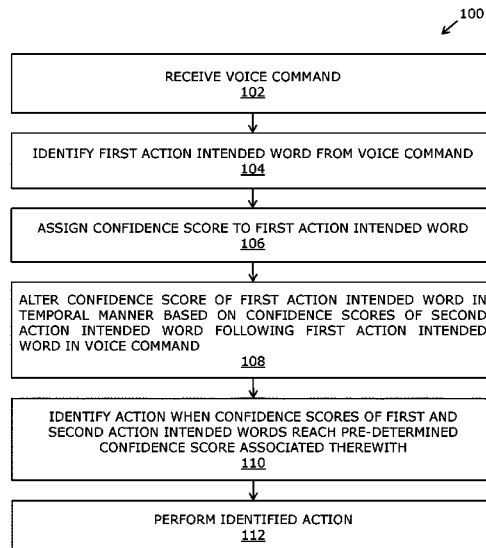 100
RECEIVE VOICE COMMAND
102
IDENTIFY FIRST ACTION INTENDED WORD FROM VOICE COMMAND
104
ASSIGN CONFIDENCE SCORE TO FIRST ACTION INTENDED WORD
106
ALTER CONFIDENCE SCORE OF FIRST ACTION INTENDED WORD IN
TEMPORAL MANNER BASED ON CONFIDENCE SCORES OF SECOND
ACTION INTENDED WORD FOLLOWING FIRST ACTION INTENDED
WORD IN VOICE COMMAND
108
IDENTIFY ACTION WHEN CONFIDENCE SCORES OF FIRST AND
SECOND ACTION INTENDED WORDS REACH PRE-DETERMINED
CONFIDENCE SCORE ASSOCIATED THEREWITH
110
PERFORM IDENTIFIED ACTION
112